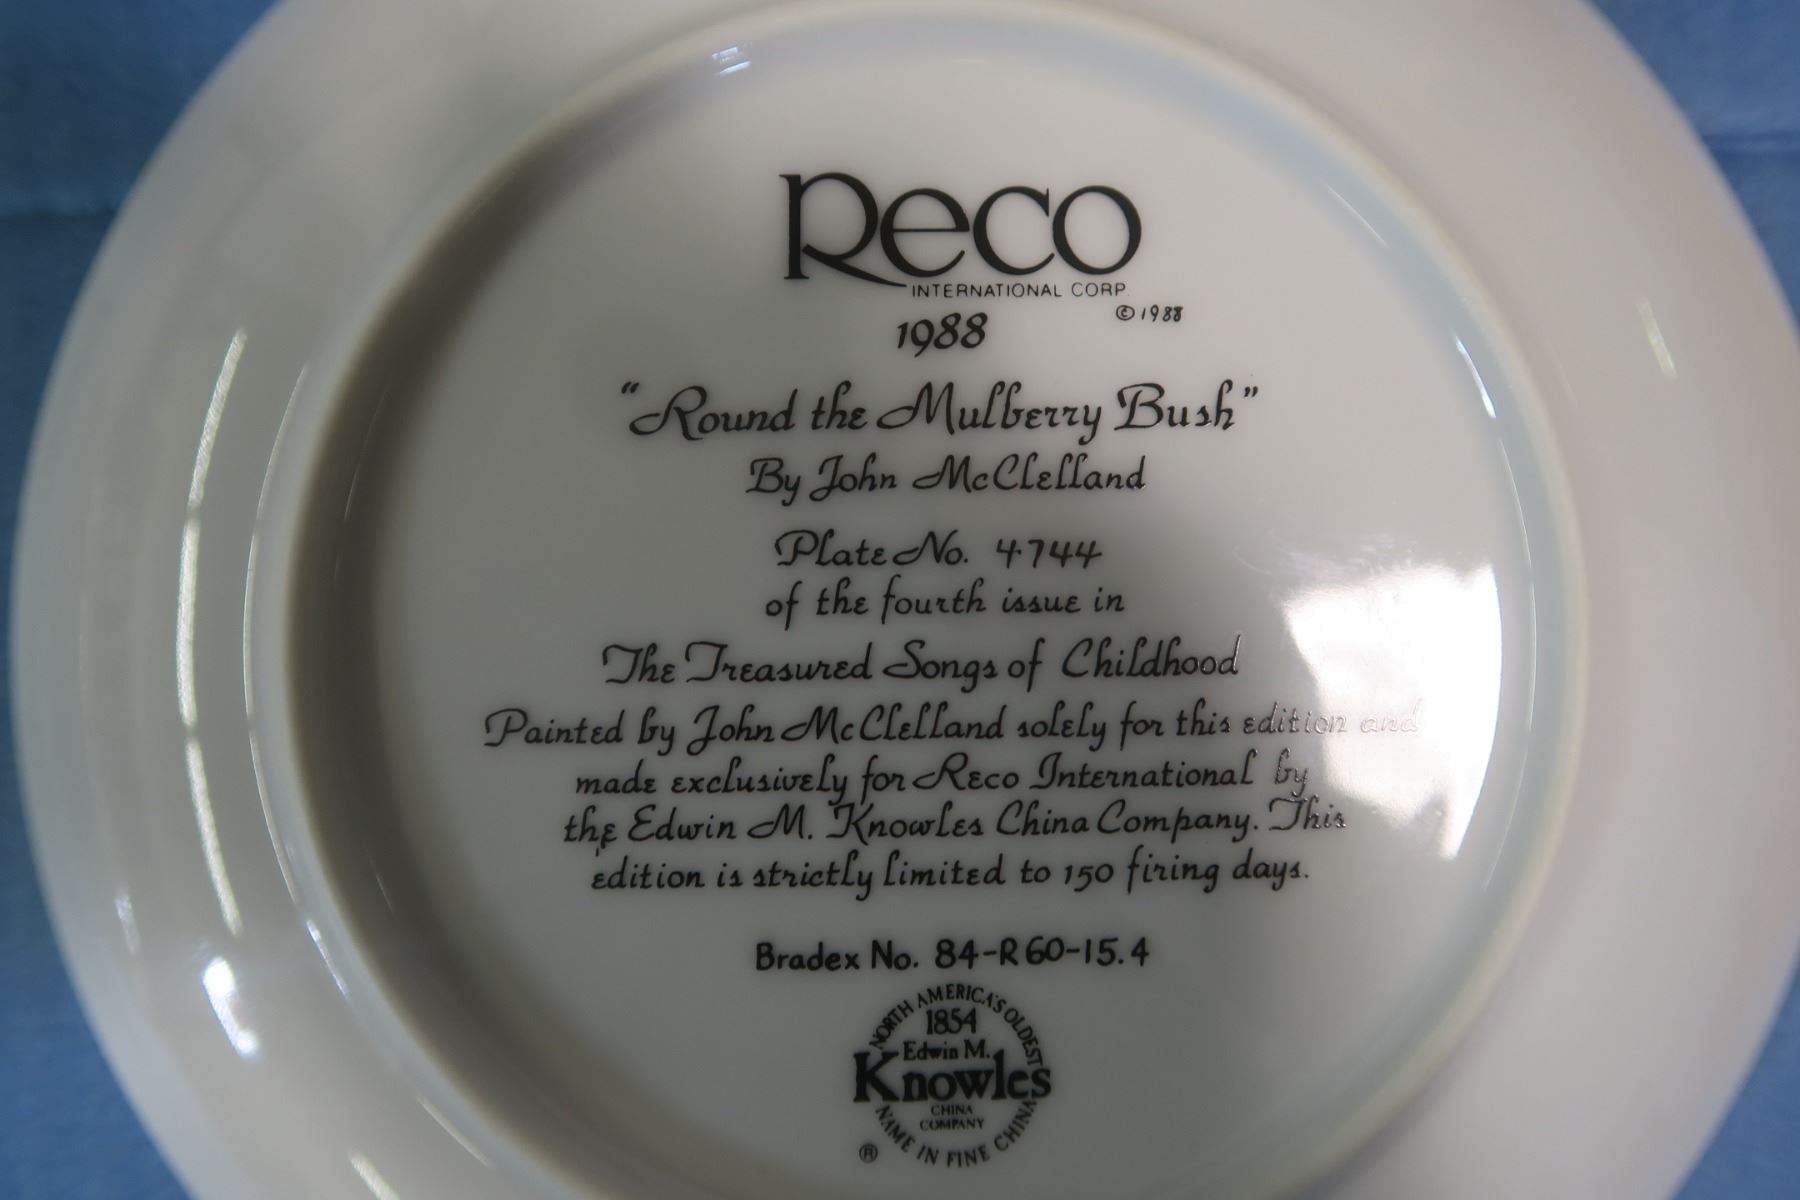 Reco
INTERNATIONAL CORP.
© 1988
1988
"Round the Mulberry Bush"
By John McClelland
Plate No. 4744
of the fourth issue in
The Treasured Songs of Childhood
Painted by John McClelland solely for this edition and
made exclusively for Reco International by
the Edwin M. Knowles China Company. This
edition is strictly limited to 150 firing days.
Bradex No. 84-R60-15.4
NORTH AMERICA'S OLDEST
1854
Edwin M.
Knowles
CHINA
COMPANY
NAME IN FINE CHINA
®